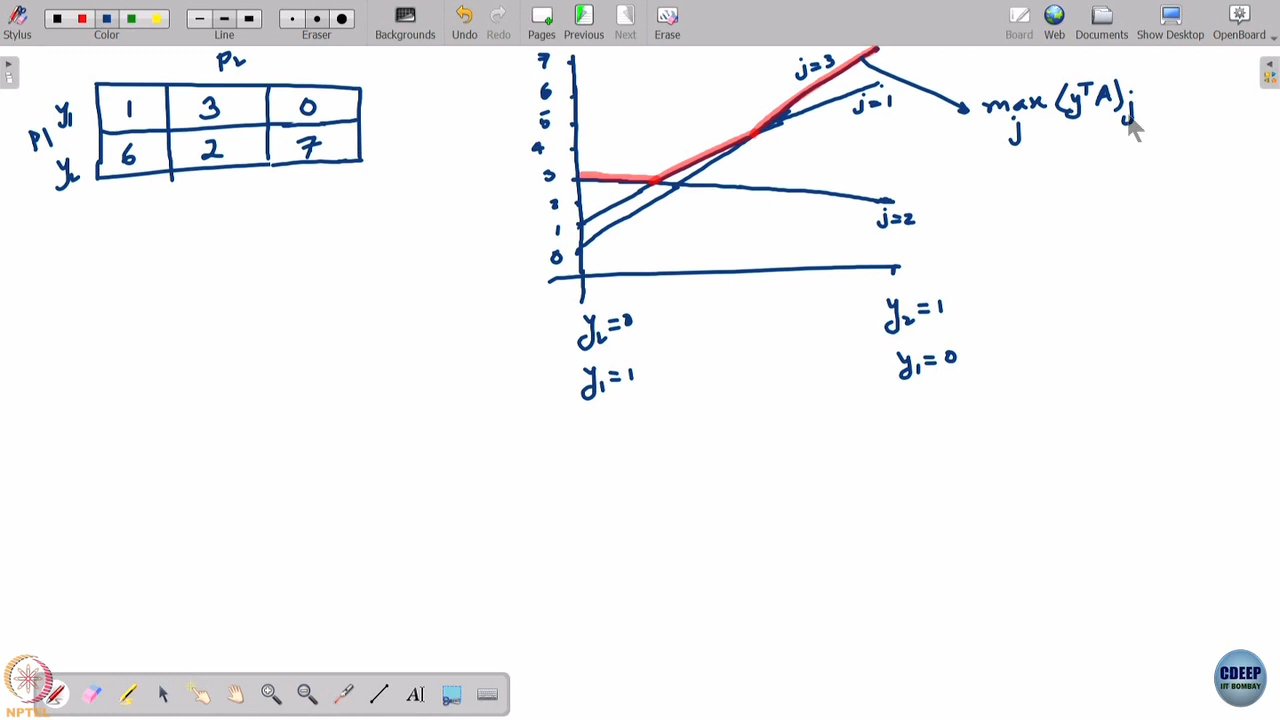 Stylus
Color
Line
Eraser
Backgrounds
Undo
Redo
Pages
Previous
Next
Erase
Board
Web
Documents
Show Desktop
OpenBoard
P2
P1
y1 1 3 0
y2 6 2 7
7
6
5
4
3
2
1
0
j=3
j=1
j=2
max (yᵀA)j
j
y2=0
y1=1
y2=1
y1=0
NPTEL
CDEEP
IIT BOMBAY